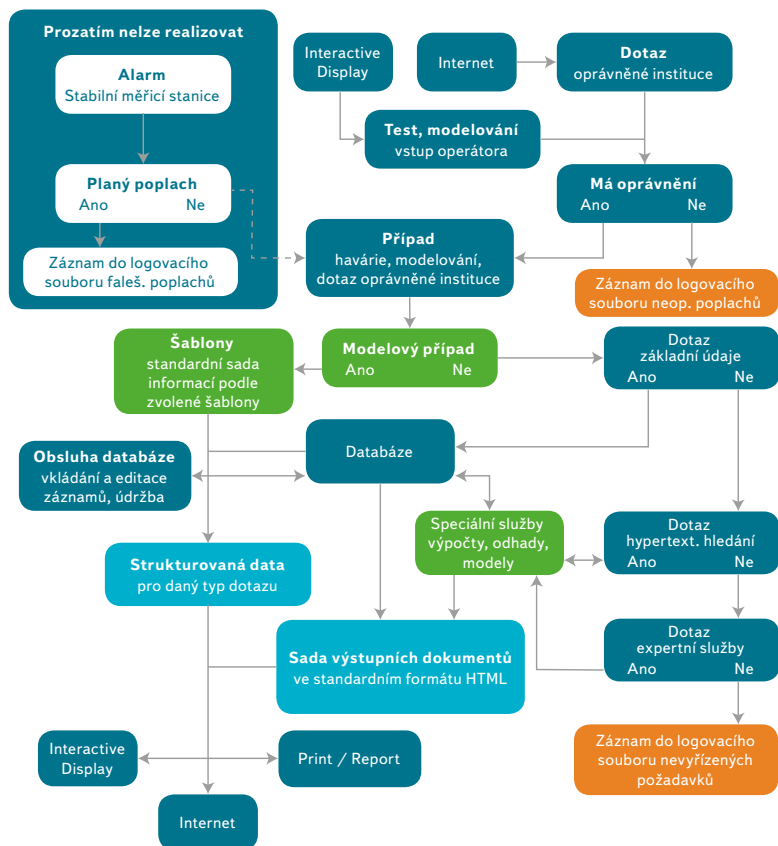 Prozatím nelze realizovat
Alarm
Stabilní měřicí stanice
Planý poplach
Ano Ne
Záznam do logovacího
souboru faleš. poplachů
Interactive
Display
Internet
Dotaz
oprávněné instituce
Test, modelování
vstup operátora
Má oprávnění
Ano Ne
Případ
havárie, modelování,
dotaz oprávněné instituce
Záznam do logovacího
souboru neop. poplachů
Šablony
standardní sada
informací podle
zvolené šablony
Modelový případ
Ano Ne
Dotaz
základní údaje
Ano Ne
Obsluha databáze
vkládání a editace
záznamů, údržba
Databáze
Speciální služby
výpočty, odhady,
modely
Dotaz
hypertext. hledání
Ano Ne
Strukturovaná data
pro daný typ dotazu
Dotaz
expertní služby
Ano Ne
Sada výstupních dokumentů
ve standardním formátu HTML
Interactive
Display
Print / Report
Záznam do logovacího
souboru nevyřízených
požadavků
Internet